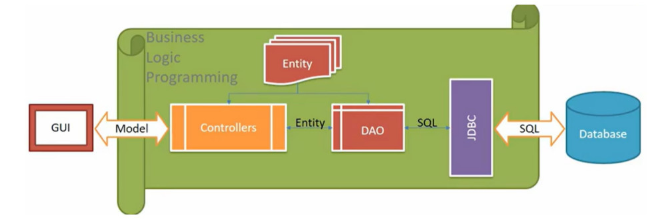 Business
Logic
Programming
Entity
GUI
Model
Controllers
Entity
DAO
SQL
JDBC
SQL
Database